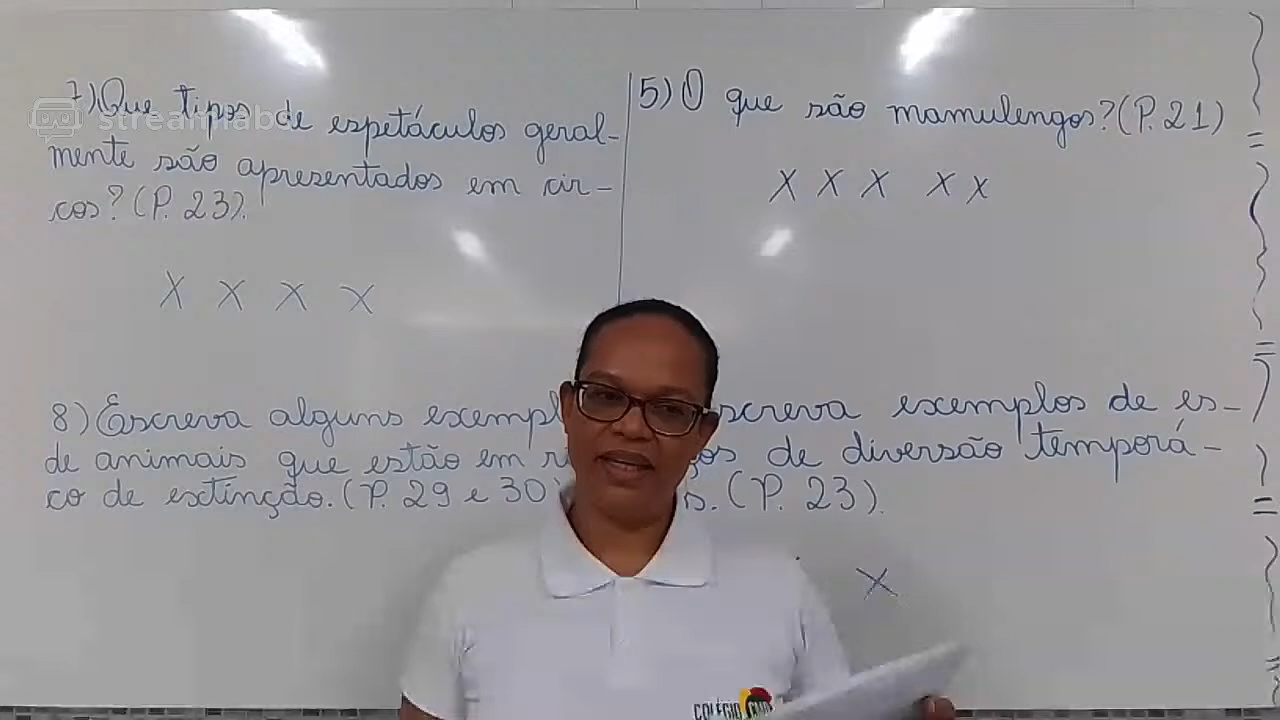 7) Que tipos de espetáculos geral-
mente são apresentados em cir-
cos? (P. 23).
X X X X
8) Escreva alguns exempl
de animais que estão em r
co de extinção. (P. 29 e 30)
5) O que são mamulengos? (P. 21)
X X X X X
screva exemplos de es-
os de diversão temporá-
s. (P. 23).
X
streamlabs
COLÉGIO